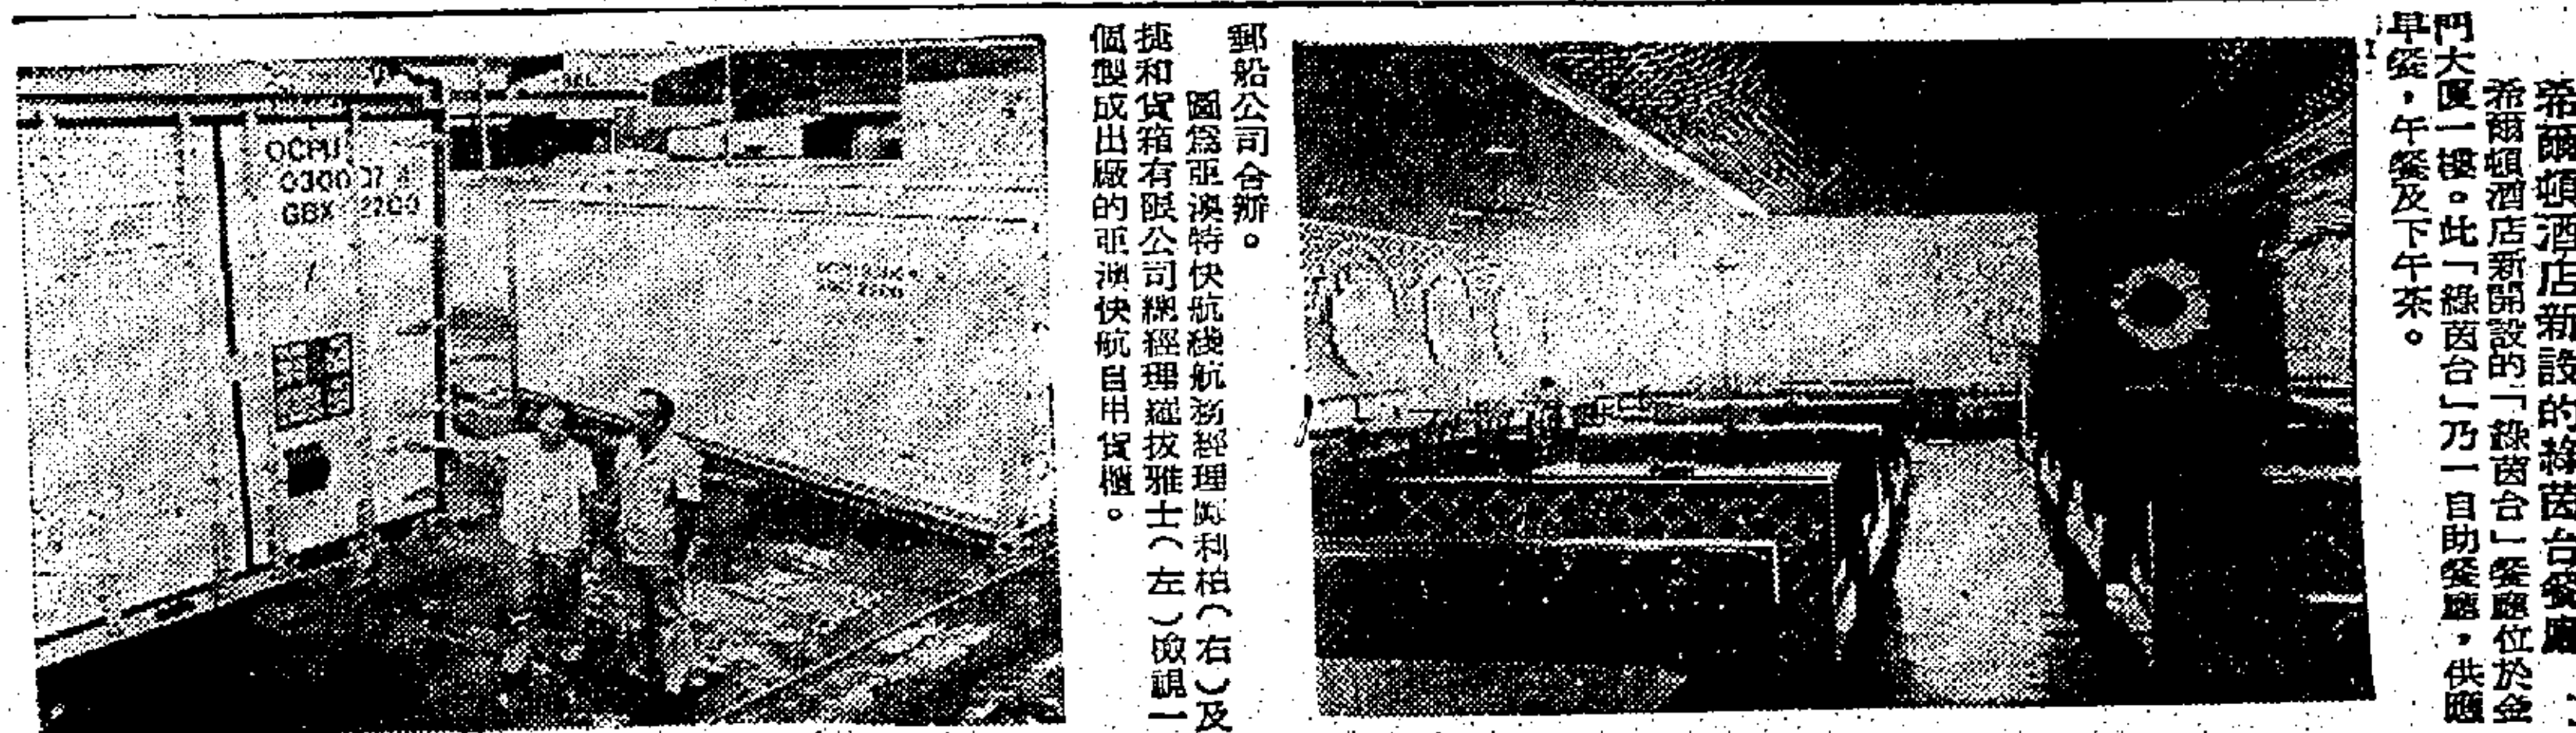 希爾頓酒店新設的綠茵台餐廳
希爾頓酒店新開設的「綠茵台」餐廳位於金
門大廈一樓。此「綠茵台」乃一自助餐廳,供應
早餐,午餐及下午茶。
郵船公司合辦。
圖為亞澳特快航綫航務經理 利柏(右)及
捷和貨箱有限公司總經理羅拔雅士(左)檢視一
個製成出廠的亞澳快航自用貨櫃。
OCMU
0300
GBX 2200